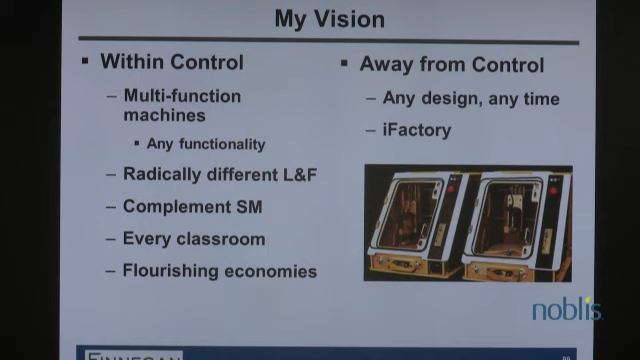 My Vision
▪ Within Control
– Multi-function
machines
▪ Any functionality
– Radically different L&F
– Complement SM
– Every classroom
– Flourishing economies
▪ Away from Control
– Any design, any time
– iFactory
noblis
FINNEGAN